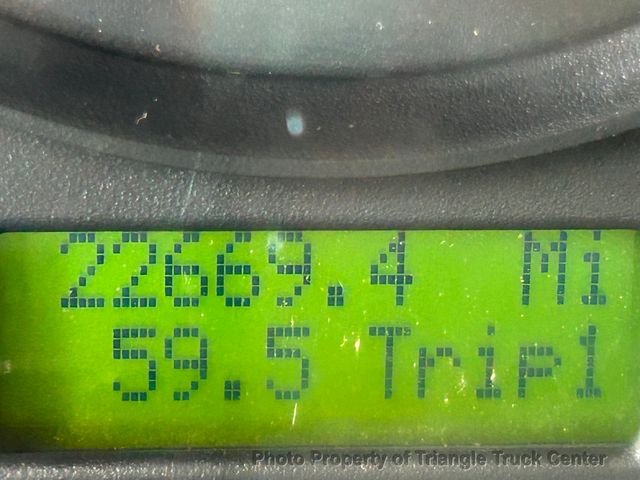 22669.4 Mi
59.5 Trip1
Photo Property of Triangle Truck Center